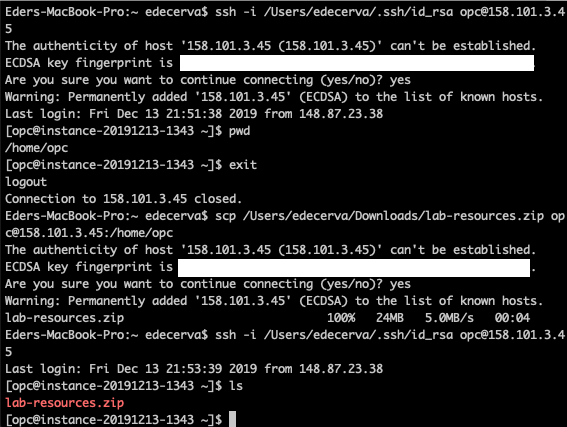 Eders-MacBook-Pro:~ edecerva$ ssh -i /Users/edecerva/.ssh/id_rsa opc@158.101.3.4
5
The authenticity of host '158.101.3.45 (158.101.3.45)' can't be established.
ECDSA key fingerprint is .
Are you sure you want to continue connecting (yes/no)? yes
Warning: Permanently added '158.101.3.45' (ECDSA) to the list of known hosts.
Last login: Fri Dec 13 21:51:38 2019 from 148.87.23.38
[opc@instance-20191213-1343 ~]$ pwd
/home/opc
[opc@instance-20191213-1343 ~]$ exit
logout
Connection to 158.101.3.45 closed.
Eders-MacBook-Pro:~ edecerva$ scp /Users/edecerva/Downloads/lab-resources.zip op
c@158.101.3.45:/home/opc
The authenticity of host '158.101.3.45 (158.101.3.45)' can't be established.
ECDSA key fingerprint is .
Are you sure you want to continue connecting (yes/no)? yes
Warning: Permanently added '158.101.3.45' (ECDSA) to the list of known hosts.
lab-resources.zip 100% 24MB 5.0MB/s 00:04
Eders-MacBook-Pro:~ edecerva$ ssh -i /Users/edecerva/.ssh/id_rsa opc@158.101.3.4
5
Last login: Fri Dec 13 21:53:39 2019 from 148.87.23.38
[opc@instance-20191213-1343 ~]$ ls
lab-resources.zip
[opc@instance-20191213-1343 ~]$